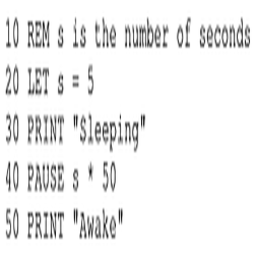 10 REM s is the number of seconds
20 LET s = 5
30 PRINT "Sleeping"
40 PAUSE s * 50
50 PRINT "Awake"